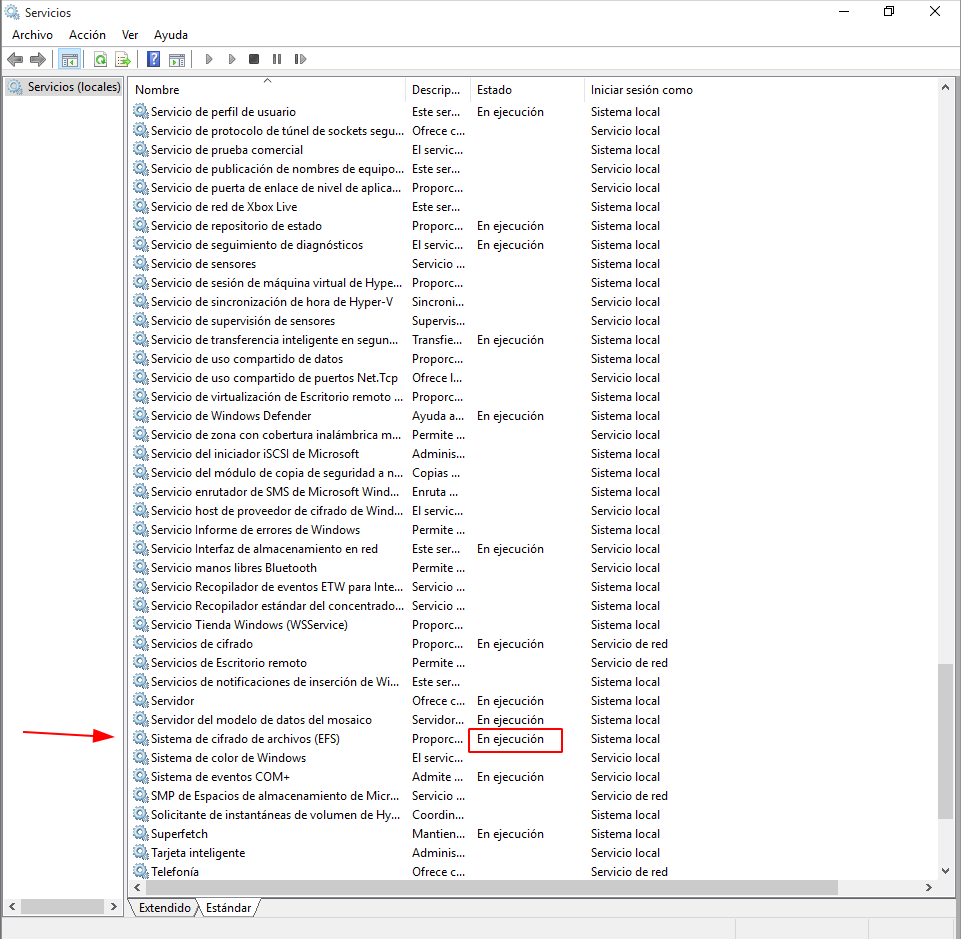 Servicios
Archivo Acción Ver Ayuda
Servicios (locales)
Nombre Descrip... Estado Iniciar sesión como
Servicio de perfil de usuario Este ser... En ejecución Sistema local
Servicio de protocolo de túnel de sockets segu... Ofrece c... Servicio local
Servicio de prueba comercial El servic... Sistema local
Servicio de publicación de nombres de equipo... Este ser... Servicio local
Servicio de puerta de enlace de nivel de aplica... Proporc... Servicio local
Servicio de red de Xbox Live Este ser... Sistema local
Servicio de repositorio de estado Proporc... En ejecución Sistema local
Servicio de seguimiento de diagnósticos El servic... En ejecución Sistema local
Servicio de sensores Servicio ... Sistema local
Servicio de sesión de máquina virtual de Hype... Proporc... Sistema local
Servicio de sincronización de hora de Hyper-V Sincroni... Servicio local
Servicio de supervisión de sensores Supervis... Servicio local
Servicio de transferencia inteligente en segun... Transfie... En ejecución Sistema local
Servicio de uso compartido de datos Proporc... Sistema local
Servicio de uso compartido de puertos Net.Tcp Ofrece l... Servicio local
Servicio de virtualización de Escritorio remoto ... Proporc... Sistema local
Servicio de Windows Defender Ayuda a... En ejecución Sistema local
Servicio de zona con cobertura inalámbrica m... Permite ... Servicio local
Servicio del iniciador iSCSI de Microsoft Adminis... Sistema local
Servicio del módulo de copia de seguridad a n... Copias ... Sistema local
Servicio enrutador de SMS de Microsoft Wind... Enruta ... Sistema local
Servicio host de proveedor de cifrado de Wind... El servic... Servicio local
Servicio Informe de errores de Windows Permite ... Sistema local
Servicio Interfaz de almacenamiento en red Este ser... En ejecución Servicio local
Servicio manos libres Bluetooth Permite ... Servicio local
Servicio Recopilador de eventos ETW para Inte... Servicio ... Sistema local
Servicio Recopilador estándar del concentrado... Servicio ... Sistema local
Servicio Tienda Windows (WSService) Proporc... Sistema local
Servicios de cifrado Proporc... En ejecución Servicio de red
Servicios de Escritorio remoto Permite ... Servicio de red
Servicios de notificaciones de inserción de Wi... Este ser... Sistema local
Servidor Ofrece c... En ejecución Sistema local
Servidor del modelo de datos del mosaico Servidor... En ejecución Sistema local
Sistema de cifrado de archivos (EFS) Proporc... En ejecución Sistema local
Sistema de color de Windows El servic... Servicio local
Sistema de eventos COM+ Admite ... En ejecución Servicio local
SMP de Espacios de almacenamiento de Micr... Servicio ... Servicio de red
Solicitante de instantáneas de volumen de Hy... Coordin... Sistema local
Superfetch Mantien... En ejecución Sistema local
Tarjeta inteligente Adminis... Servicio local
Telefonía Ofrece c... Servicio de red
Extendido Estándar